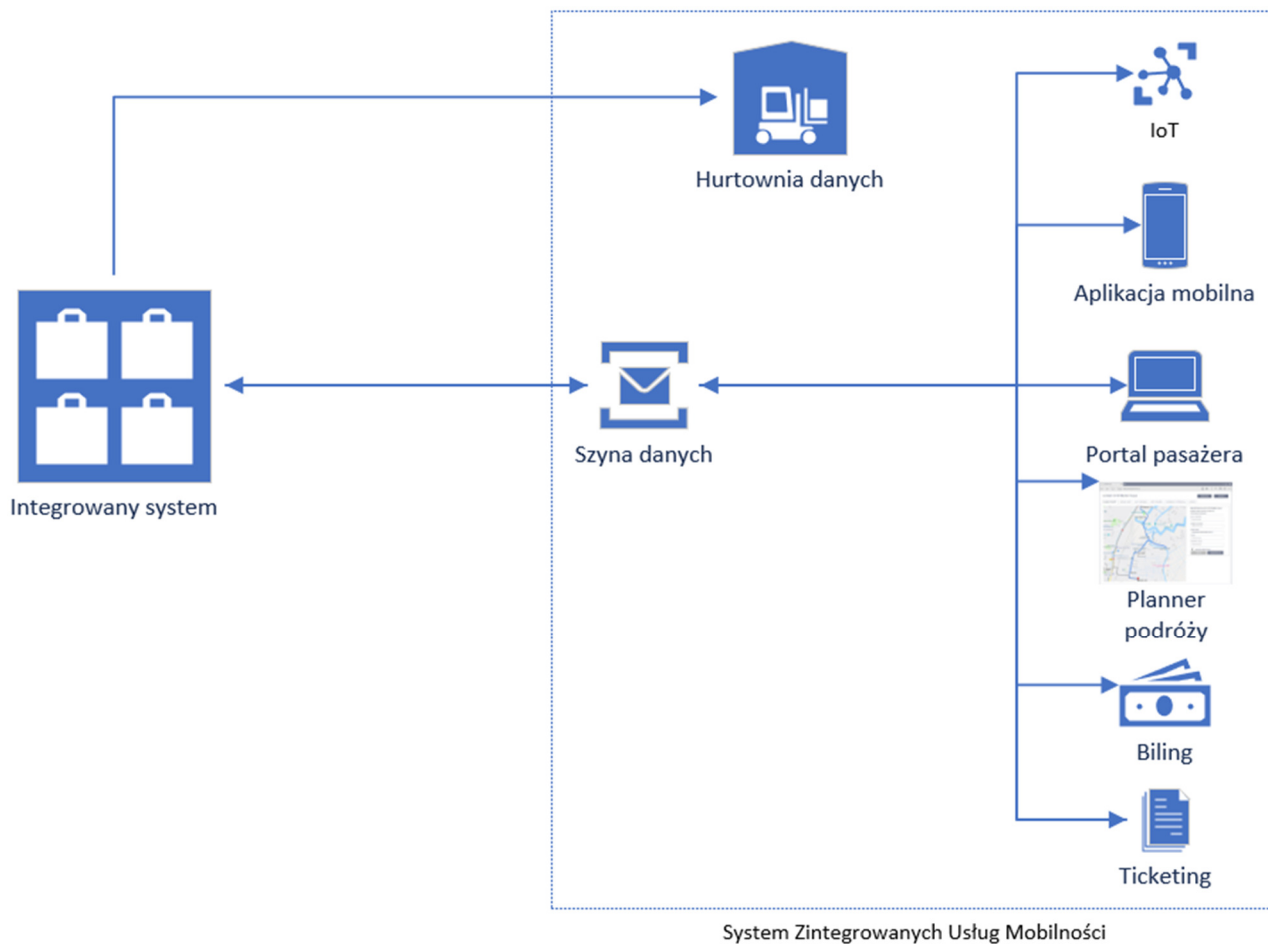 IoT
Hurtownia danych
Aplikacja mobilna
Szyna danych
Portal pasażera
Integrowany system
Planner
podróży
Biling
Ticketing
System Zintegrowanych Usług Mobilności